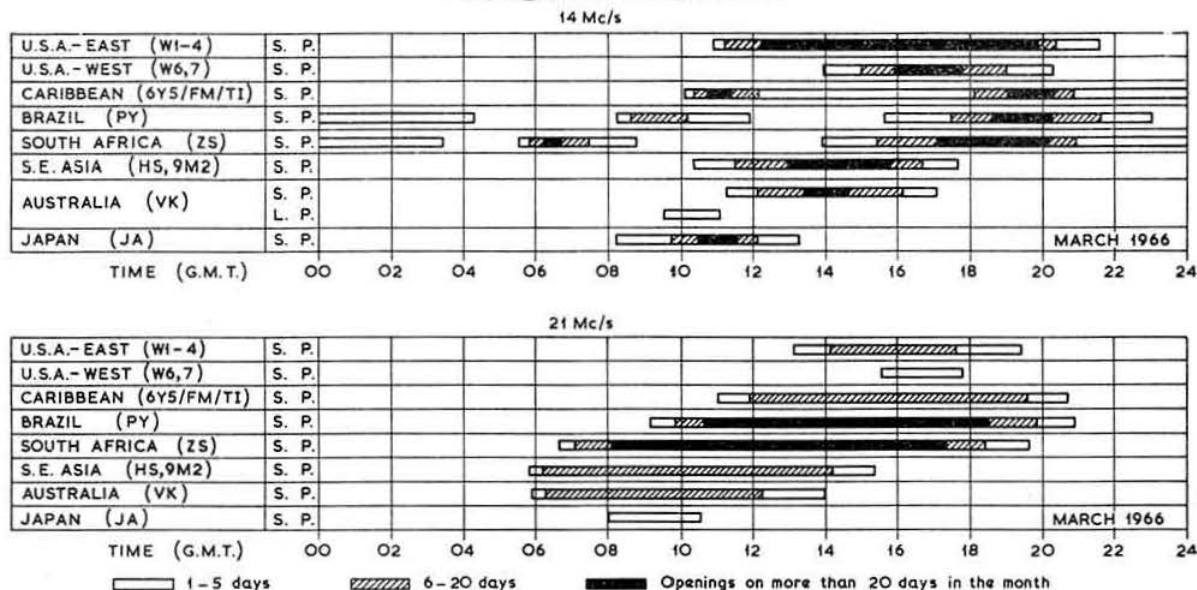 14 Mc/s
U.S.A.-EAST (W1-4) S. P.
U.S.A.-WEST (W6,7) S. P.
CARIBBEAN (6Y5/FM/TI) S. P.
BRAZIL (PY) S. P.
SOUTH AFRICA (ZS) S. P.
S.E. ASIA (HS, 9M2) S. P.
AUSTRALIA (VK) S. P.
L. P.
JAPAN (JA) S. P. MARCH 1966
TIME (G.M.T.) 00 02 04 06 08 10 12 14 16 18 20 22 24
21 Mc/s
U.S.A.-EAST (W1-4) S. P.
U.S.A.-WEST (W6,7) S. P.
CARIBBEAN (6Y5/FM/TI) S. P.
BRAZIL (PY) S. P.
SOUTH AFRICA (ZS) S. P.
S.E. ASIA (HS,9M2) S. P.
AUSTRALIA (VK) S. P.
JAPAN (JA) S. P. MARCH 1966
TIME (G.M.T.) 00 02 04 06 08 10 12 14 16 18 20 22 24
1-5 days 6-20 days Openings on more than 20 days in the month